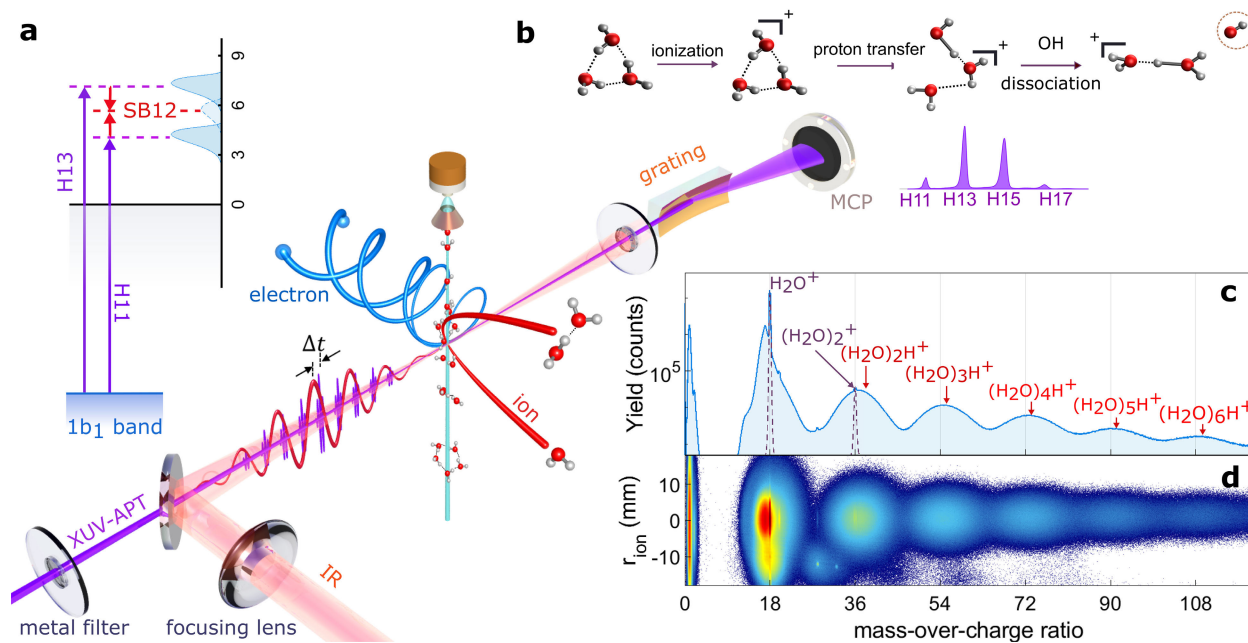 a
9
6
3
0
SB12
H13
H11
1b₁ band
b
ionization
+
proton transfer
+
OH
dissociation
+
electron
Δt
ion
grating
MCP
H11 H13 H15 H17
XUV-APT
IR
metal filter
focusing lens
c
Yield (counts)
10⁵
H₂O⁺
(H₂O)₂⁺
(H₂O)₂H⁺
(H₂O)₃H⁺
(H₂O)₄H⁺
(H₂O)₅H⁺
(H₂O)₆H⁺
d
r_ion (mm)
10
0
-10
0 18 36 54 72 90 108
mass-over-charge ratio